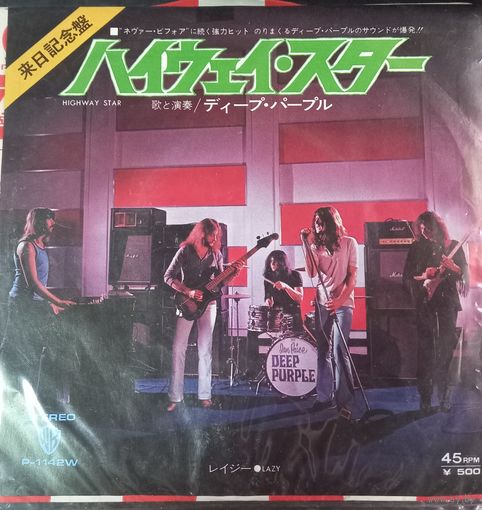 来日記念盤
■"ネヴァー・ビフォア"に続く強力ヒット のりまくるディープ・パープルのサウンドが爆発!!
ハイウェイ・スター
HIGHWAY STAR
歌と演奏/ディープ・パープル
Marshall
Ian Paice
DEEP
PURPLE
STEREO
P-1142W
レイジー●LAZY
45RPM
¥500